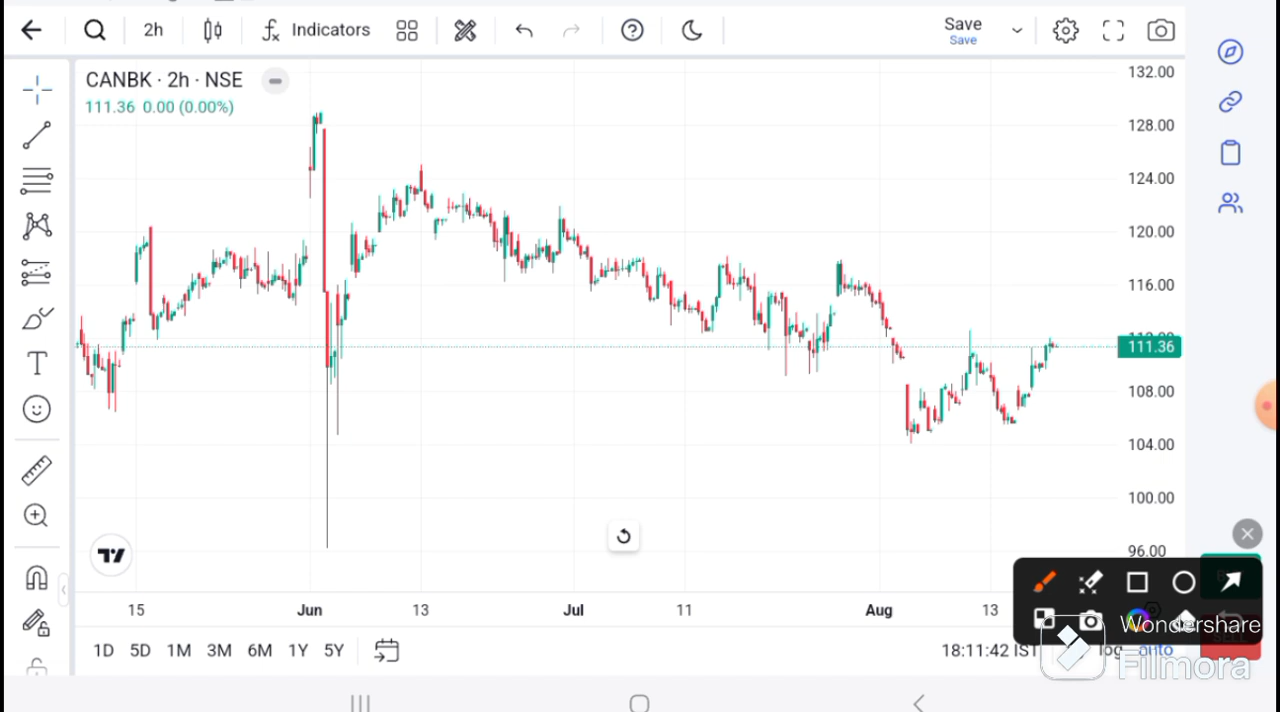 2h
Indicators
Save
Save
CANBK · 2h · NSE
111.36 0.00 (0.00%)
132.00
128.00
124.00
120.00
116.00
111.36
108.00
104.00
100.00
96.00
15
Jun
13
Jul
11
Aug
13
1D 5D 1M 3M 6M 1Y 5Y
18:11:42 IST
log
auto
Wondershare
Filmora